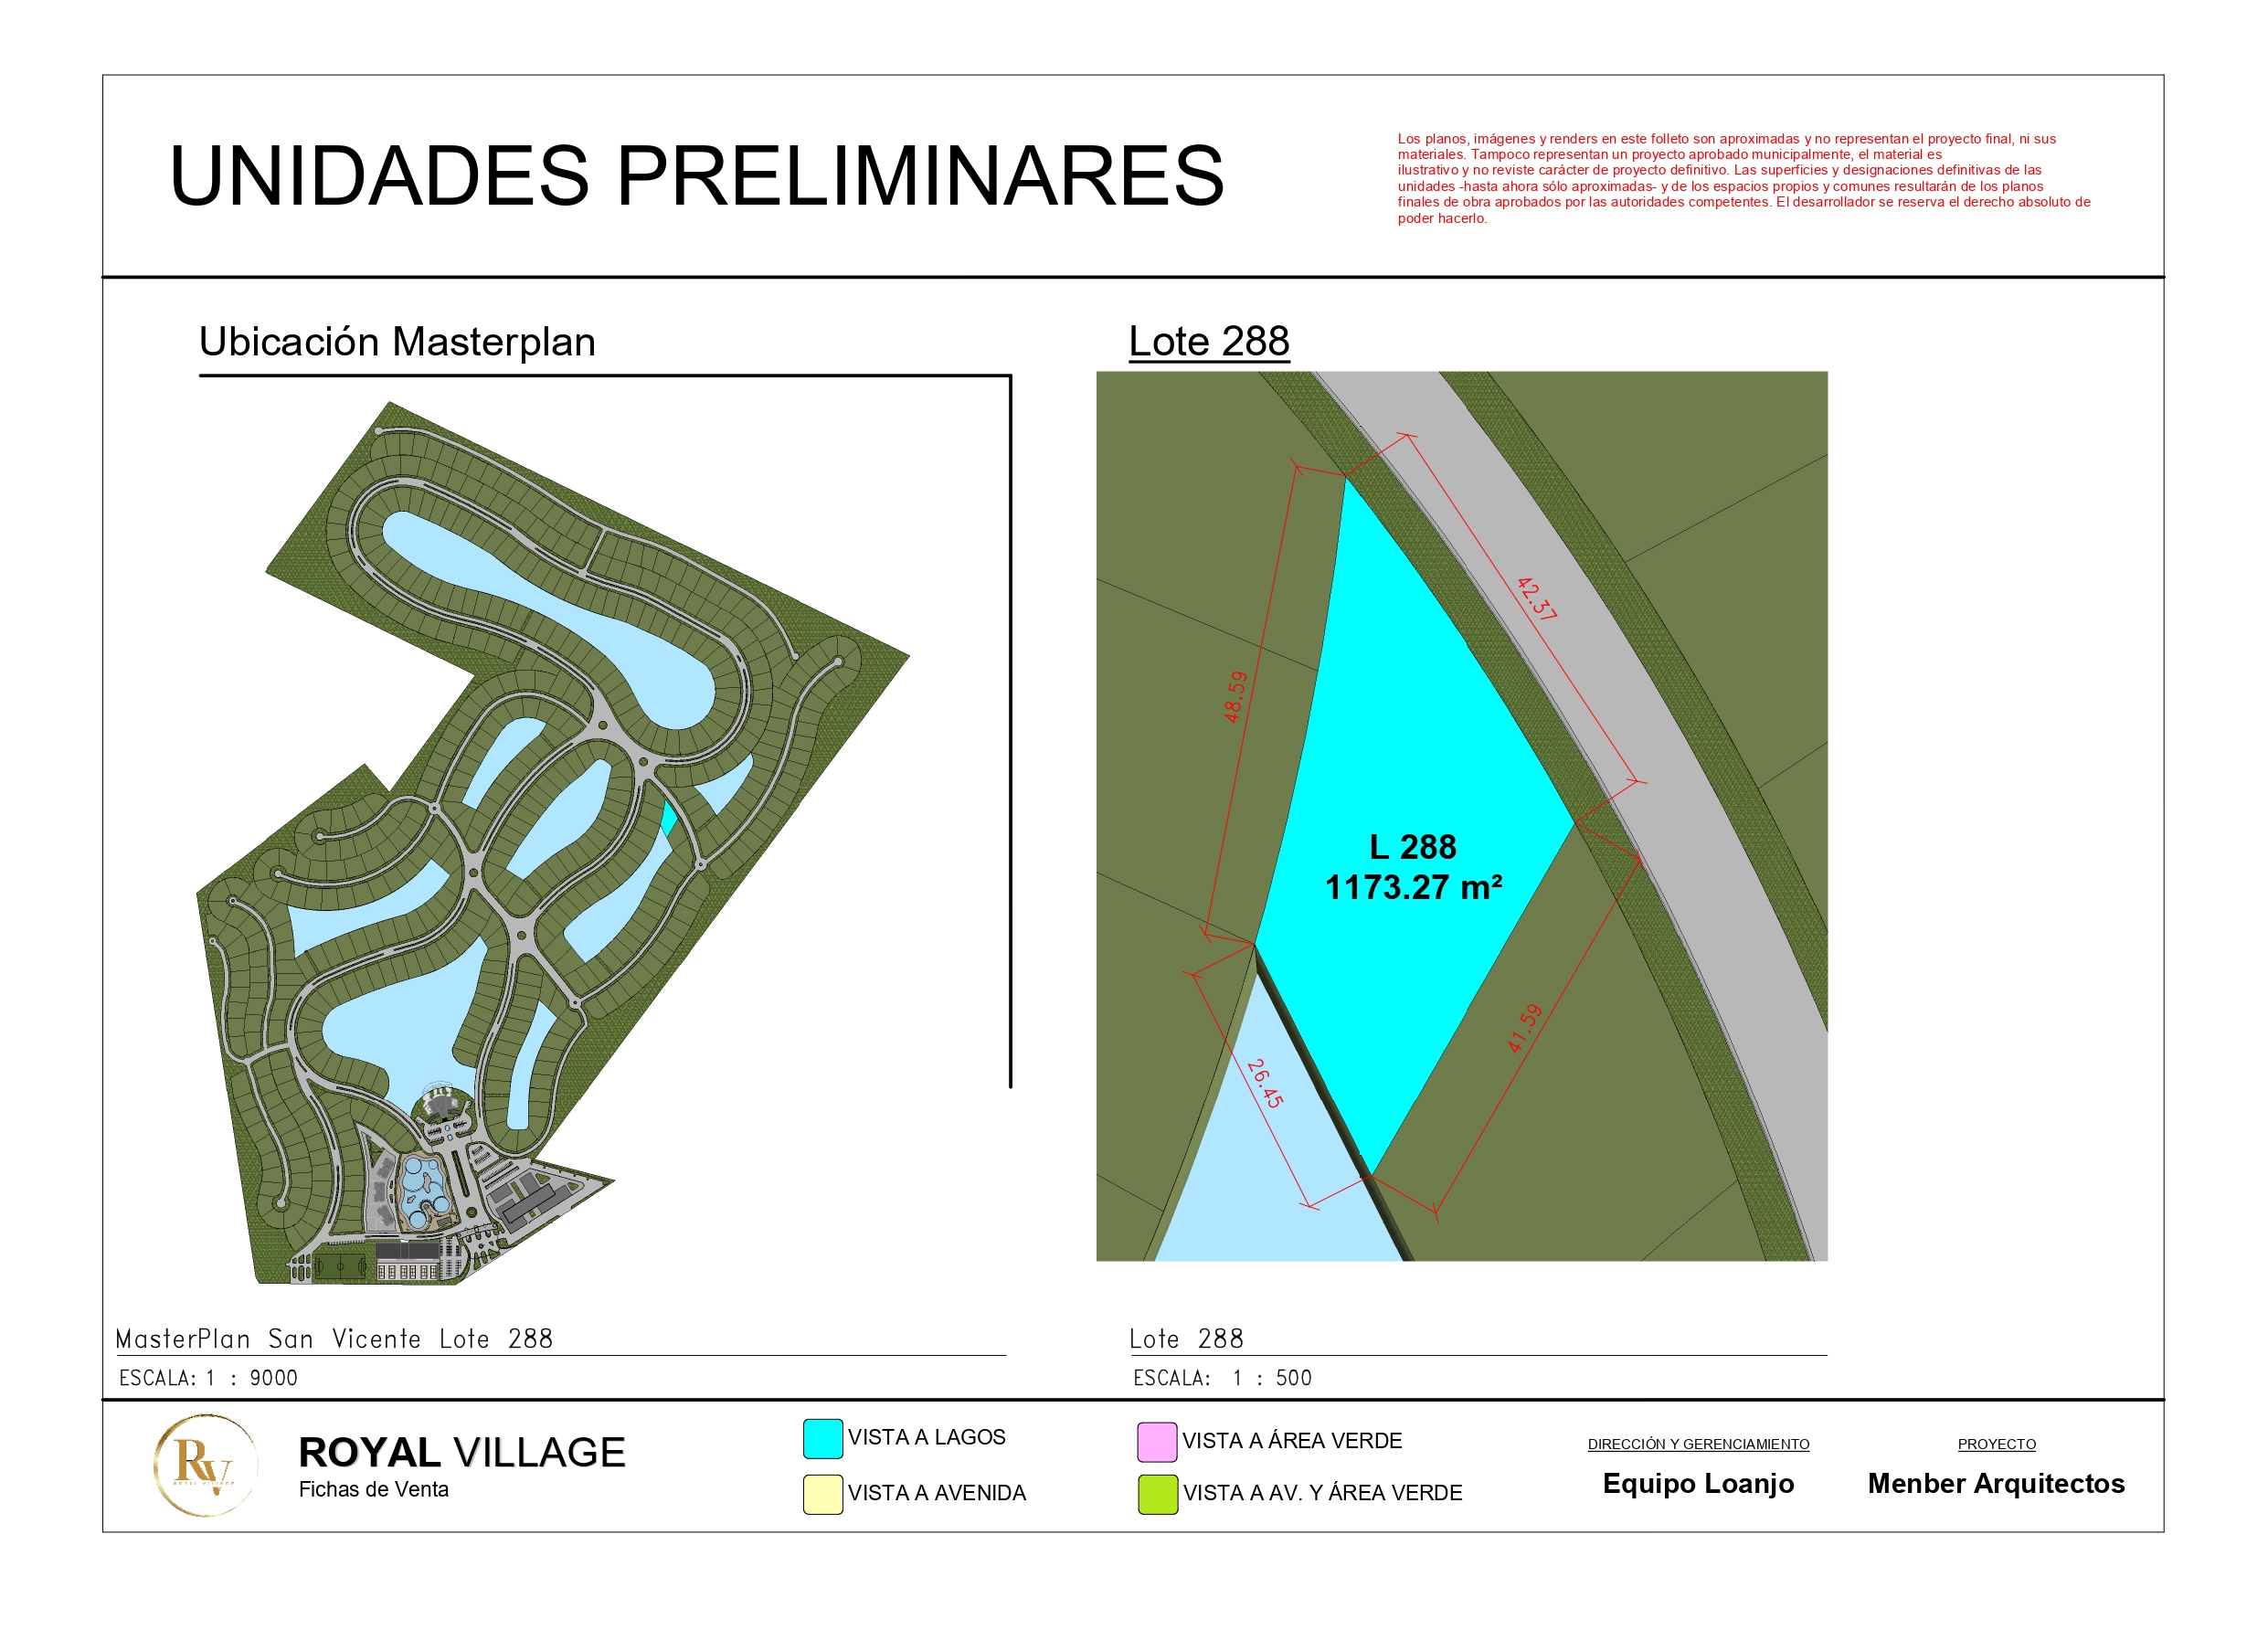 UNIDADES PRELIMINARES
Los planos, imágenes y renders en este folleto son aproximadas y no representan el proyecto final, ni sus
materiales. Tampoco representan un proyecto aprobado municipalmente, el material es
ilustrativo y no reviste carácter de proyecto definitivo. Las superficies y designaciones definitivas de las
unidades -hasta ahora sólo aproximadas- y de los espacios propios y comunes resultarán de los planos
finales de obra aprobados por las autoridades competentes. El desarrollador se reserva el derecho absoluto de
poder hacerlo.
Ubicación Masterplan
Lote 288
42.37
48.59
L 288
1173.27 m²
41.59
26.45
MasterPlan San Vicente Lote 288
ESCALA: 1 : 9000
Lote 288
ESCALA: 1 : 500
RV
ROYAL VILLAGE
ROYAL VILLAGE
Fichas de Venta
VISTA A LAGOS
VISTA A AVENIDA
VISTA A ÁREA VERDE
VISTA A AV. Y ÁREA VERDE
DIRECCIÓN Y GERENCIAMIENTO
Equipo Loanjo
PROYECTO
Menber Arquitectos